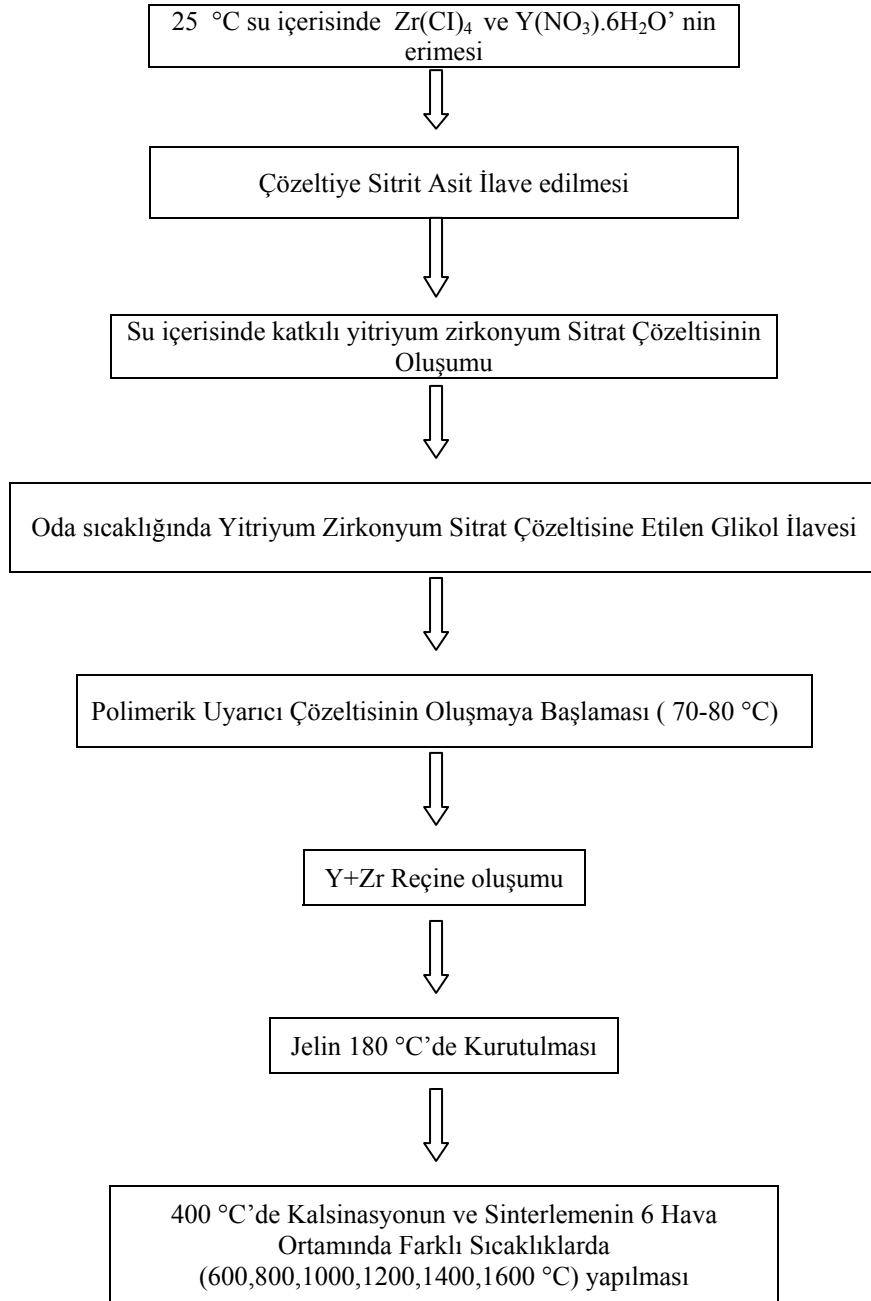 25 °C su içerisinde Zr(CI)₄ ve Y(NO₃).6H₂O’ nin
erimesi
Çözeltiye Sitrit Asit İlave edilmesi
Su içerisinde katkılı yitriyum zirkonyum Sitrat Çözeltisinin
Oluşumu
Oda sıcaklığında Yitriyum Zirkonyum Sitrat Çözeltisine Etilen Glikol İlavesi
Polimerik Uyarıcı Çözeltisinin Oluşmaya Başlaması ( 70-80 °C)
Y+Zr Reçine oluşumu
Jelin 180 °C’de Kurutulması
400 °C’de Kalsinasyonun ve Sinterlemenin 6 Hava
Ortamında Farklı Sıcaklıklarda
(600,800,1000,1200,1400,1600 °C) yapılması